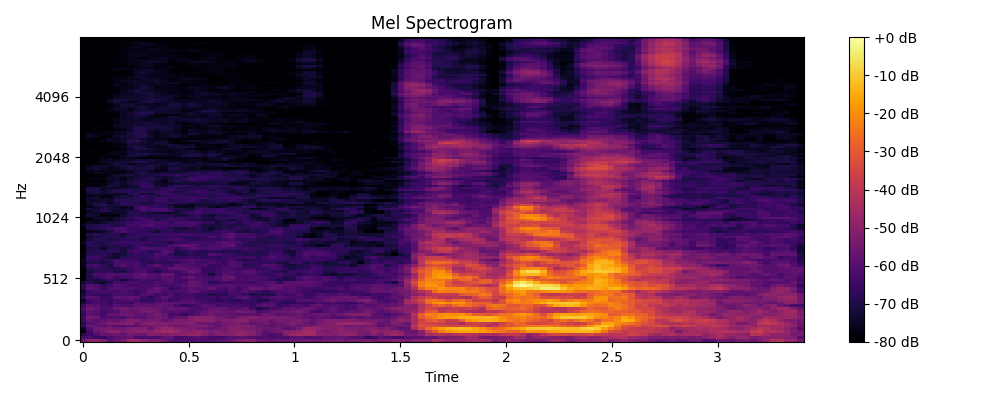 Mel Spectrogram
Hz
4096
2048
1024
512
0
0
0.5
1
1.5
2
2.5
3
Time
+0 dB
-10 dB
-20 dB
-30 dB
-40 dB
-50 dB
-60 dB
-70 dB
-80 dB